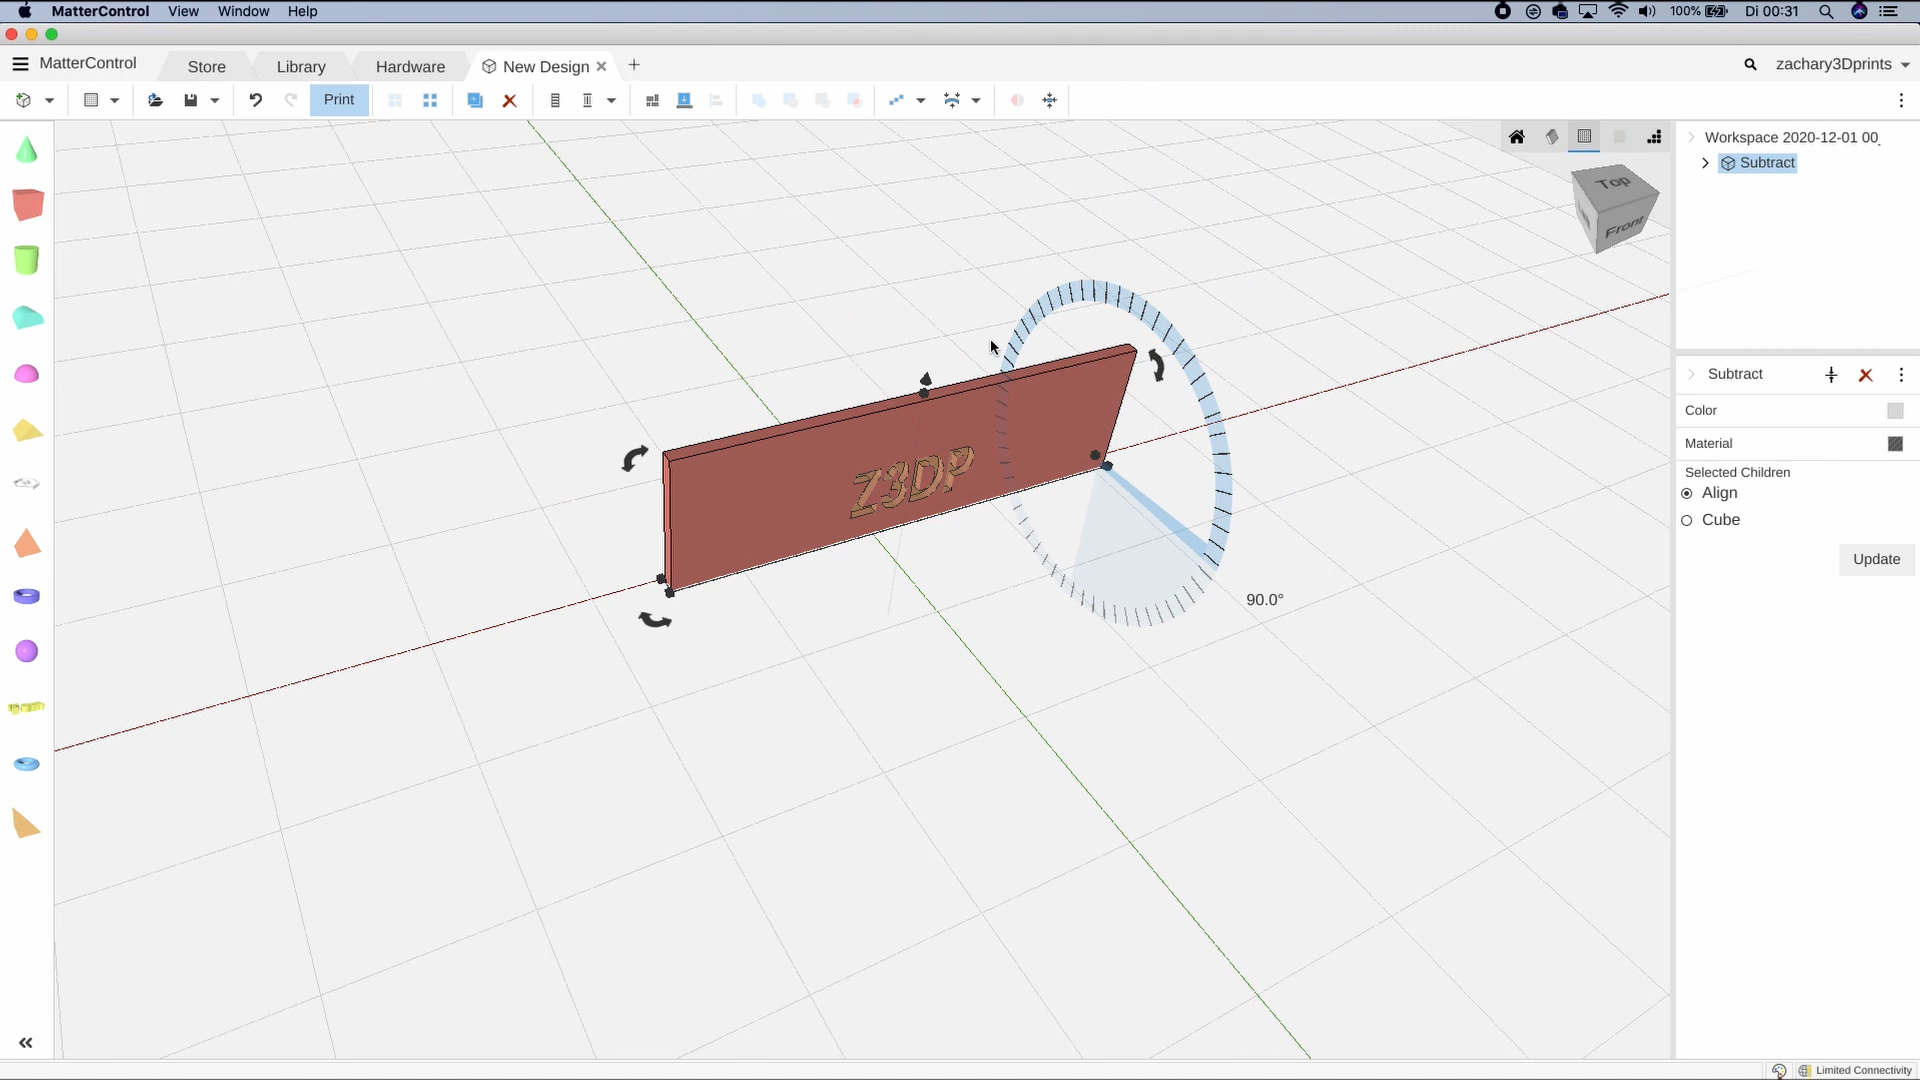 MatterControl View Window Help 100% Di 00:31
MatterControl Store Library Hardware New Design zachary3Dprints
Print
Workspace 2020-12-01 00
Subtract
Top
Front
Z3DP
90.0°
Subtract
Color
Material
Selected Children
Align
Cube
Update
Limited Connectivity